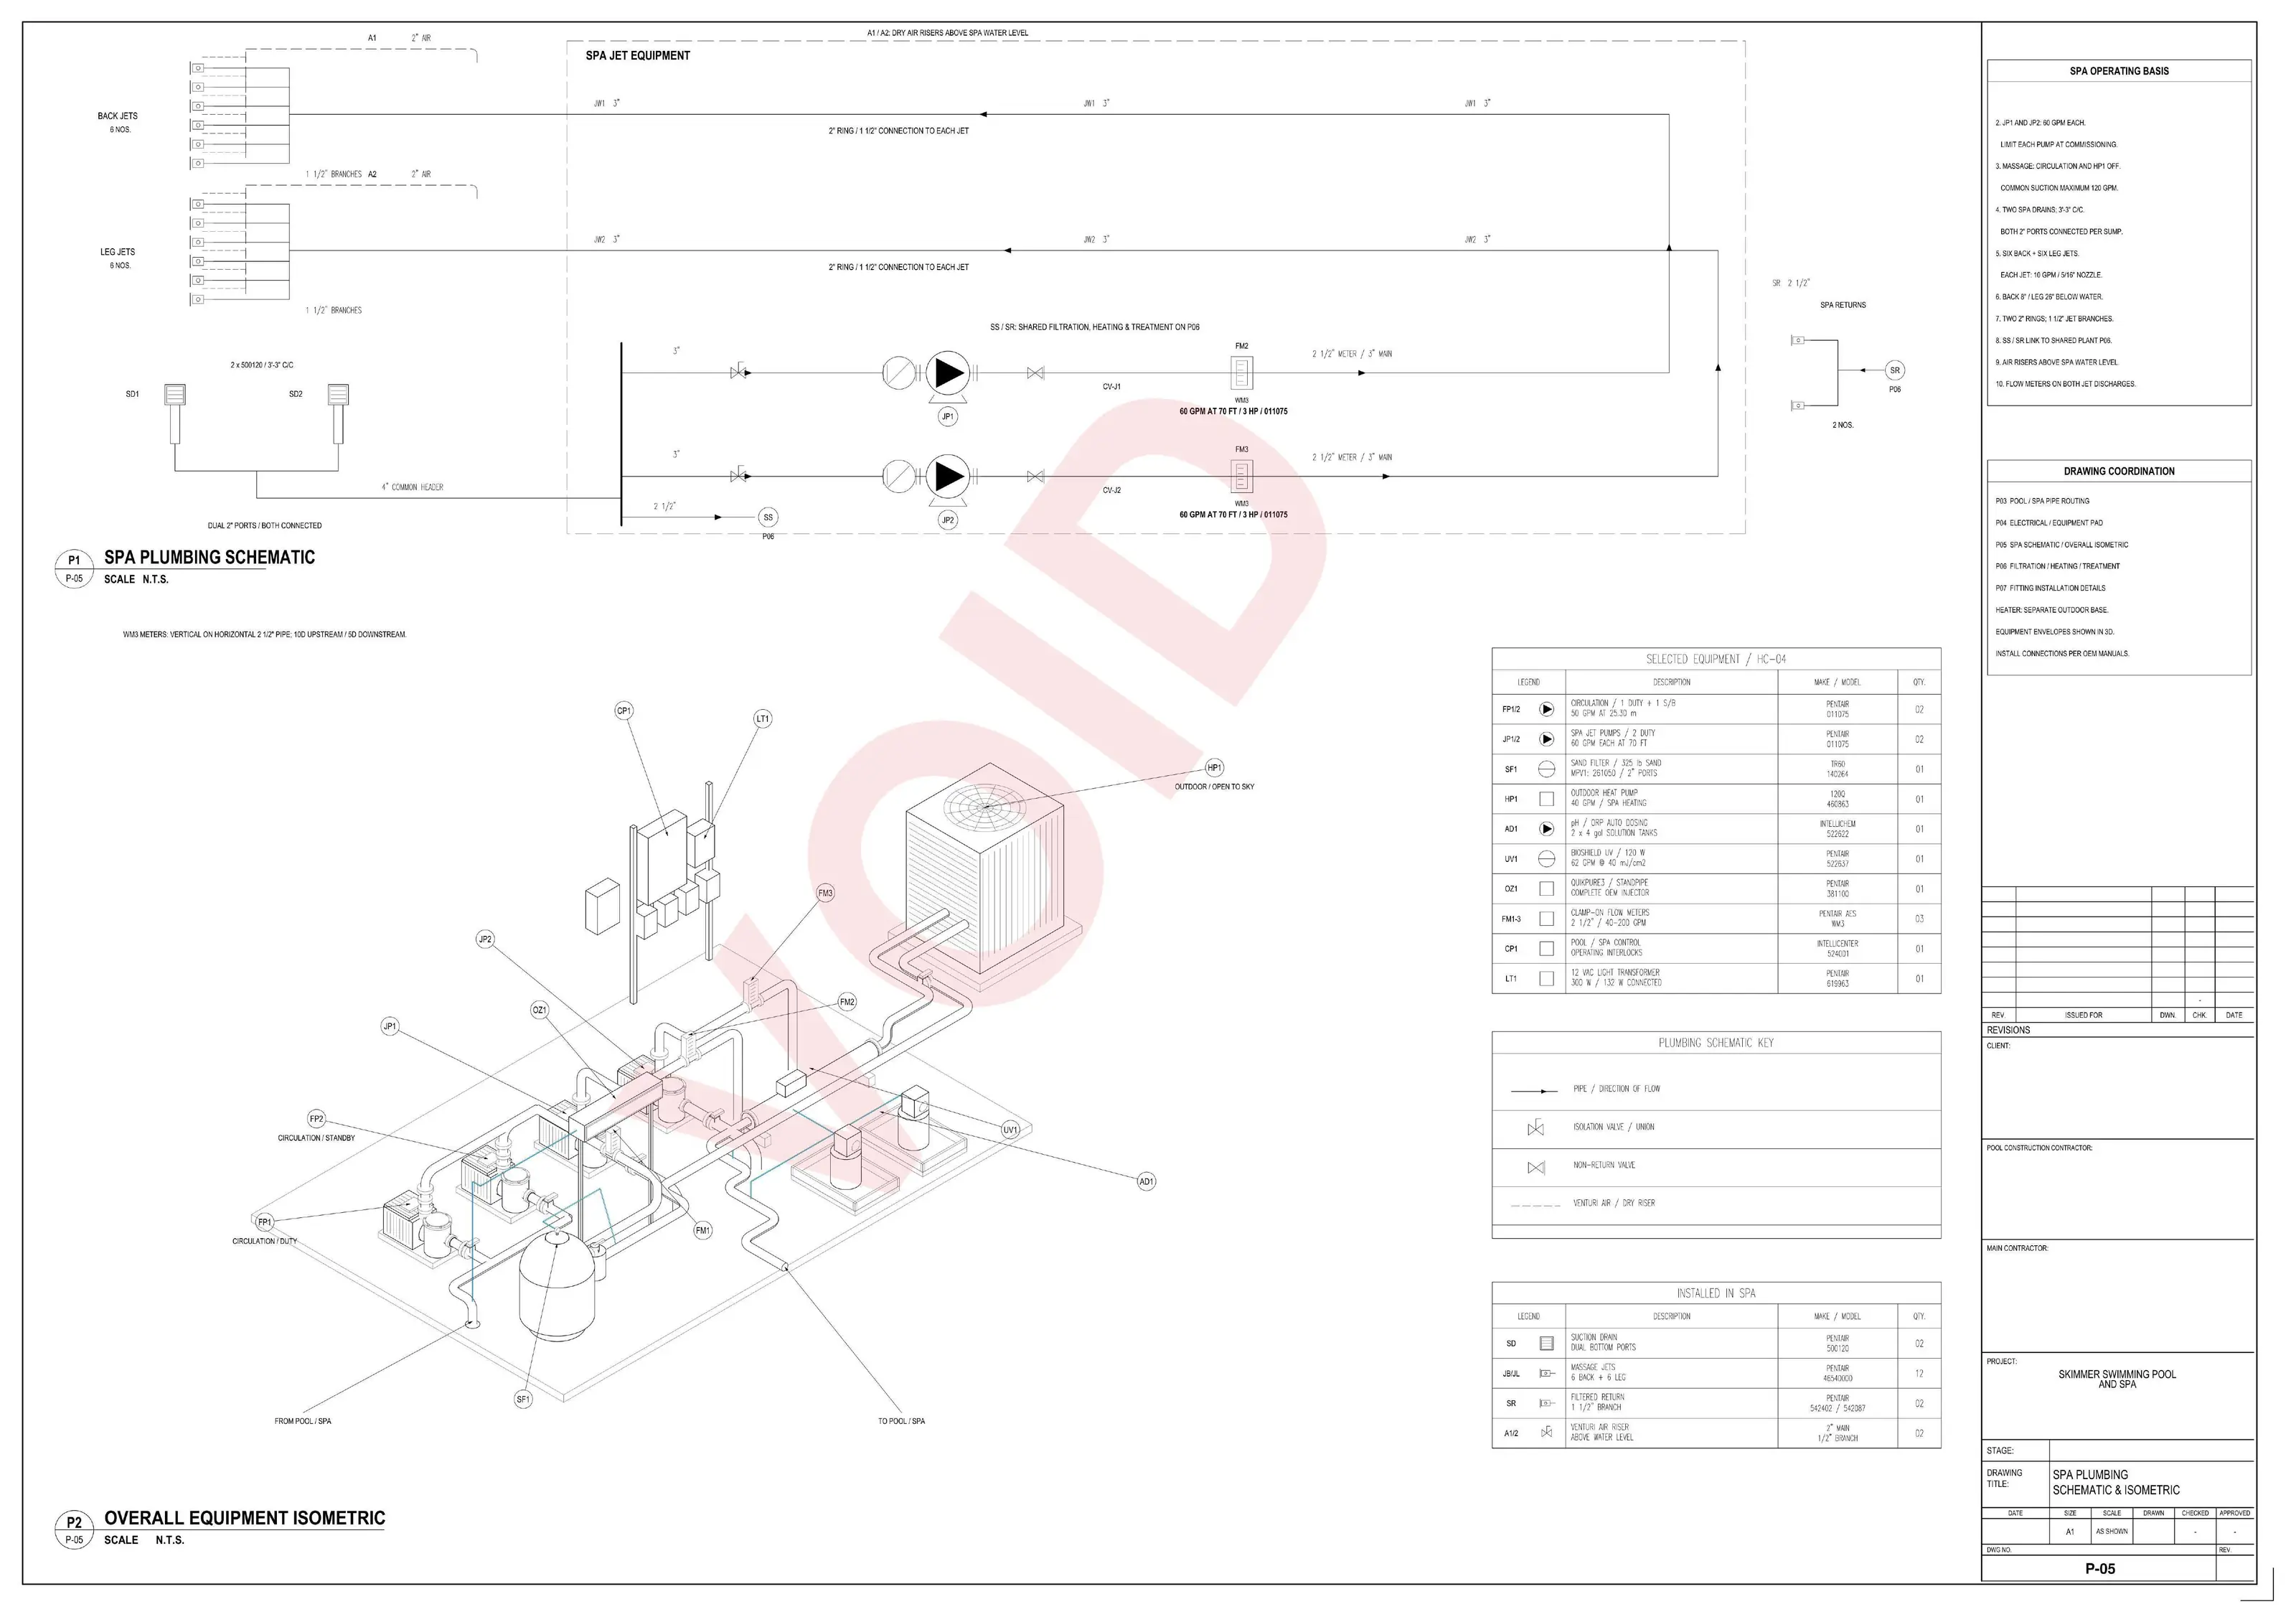 A1 2" AIR
A1 / A2: DRY AIR RISERS ABOVE SPA WATER LEVEL
SPA JET EQUIPMENT
BACK JETS
6 NOS.
JW1 3" JW1 3" JW1 3"
2" RING / 1 1/2" CONNECTION TO EACH JET
1 1/2" BRANCHES A2 2" AIR
LEG JETS
6 NOS.
JW2 3" JW2 3" JW2 3"
2" RING / 1 1/2" CONNECTION TO EACH JET
1 1/2" BRANCHES
SR 2 1/2"
SPA RETURNS
SR
P06
2 NOS.
SS / SR: SHARED FILTRATION, HEATING & TREATMENT ON P06
2 x 500120 / 3'-3" C/C
SD1 SD2
3"
FM2
2 1/2" METER / 3" MAIN
CV-J1
WM3
60 GPM AT 70 FT / 3 HP / 011075
JP1
3"
FM3
2 1/2" METER / 3" MAIN
CV-J2
WM3
60 GPM AT 70 FT / 3 HP / 011075
JP2
4" COMMON HEADER
2 1/2"
SS
P06
DUAL 2" PORTS / BOTH CONNECTED
P1
P-05
SPA PLUMBING SCHEMATIC
SCALE N.T.S.
WM3 METERS: VERTICAL ON HORIZONTAL 2 1/2" PIPE; 10D UPSTREAM / 5D DOWNSTREAM.
VOID
CP1
LT1
HP1
OUTDOOR / OPEN TO SKY
FM3
JP2
FM2
OZ1
JP1
FP2
CIRCULATION / STANDBY
UV1
AD1
FP1
CIRCULATION / DUTY
FM1
SF1
FROM POOL / SPA
TO POOL / SPA
P2
P-05
OVERALL EQUIPMENT ISOMETRIC
SCALE N.T.S.
SELECTED EQUIPMENT / HC-04
LEGEND DESCRIPTION MAKE / MODEL QTY.
FP1/2 CIRCULATION / 1 DUTY + 1 S/B PENTAIR 02
50 GPM AT 25.30 m 011075
JP1/2 SPA JET PUMPS / 2 DUTY PENTAIR 02
60 GPM EACH AT 70 FT 011075
SF1 SAND FILTER / 325 lb SAND TR60 01
MPV1: 261050 / 2" PORTS 140264
HP1 OUTDOOR HEAT PUMP 120Q 01
40 GPM / SPA HEATING 460863
AD1 pH / ORP AUTO DOSING INTELLICHEM 01
2 x 4 gal SOLUTION TANKS 522622
UV1 BIOSHIELD UV / 120 W PENTAIR 01
62 GPM @ 40 mJ/cm2 522637
OZ1 QUIKPURE3 / STANDPIPE PENTAIR 01
COMPLETE OEM INJECTOR 381100
FM1-3 CLAMP-ON FLOW METERS PENTAIR AES 03
2 1/2" / 40-200 GPM WM3
CP1 POOL / SPA CONTROL INTELLICENTER 01
OPERATING INTERLOCKS 524001
LT1 12 VAC LIGHT TRANSFORMER PENTAIR 01
300 W / 132 W CONNECTED 619963
PLUMBING SCHEMATIC KEY
PIPE / DIRECTION OF FLOW
ISOLATION VALVE / UNION
NON-RETURN VALVE
VENTURI AIR / DRY RISER
INSTALLED IN SPA
LEGEND DESCRIPTION MAKE / MODEL QTY.
SD SUCTION DRAIN PENTAIR 02
DUAL BOTTOM PORTS 500120
JB/JL MASSAGE JETS PENTAIR 12
6 BACK + 6 LEG 46540000
SR FILTERED RETURN PENTAIR 02
1 1/2" BRANCH 542402 / 542087
A1/2 VENTURI AIR RISER 2" MAIN 02
ABOVE WATER LEVEL 1/2" BRANCH
SPA OPERATING BASIS
2. JP1 AND JP2: 60 GPM EACH.
LIMIT EACH PUMP AT COMMISSIONING.
3. MASSAGE: CIRCULATION AND HP1 OFF.
COMMON SUCTION MAXIMUM 120 GPM.
4. TWO SPA DRAINS; 3'-3" C/C.
BOTH 2" PORTS CONNECTED PER SUMP.
5. SIX BACK + SIX LEG JETS.
EACH JET: 10 GPM / 5/16" NOZZLE.
6. BACK 8" / LEG 26" BELOW WATER.
7. TWO 2" RINGS; 1 1/2" JET BRANCHES.
8. SS / SR LINK TO SHARED PLANT P06.
9. AIR RISERS ABOVE SPA WATER LEVEL
10. FLOW METERS ON BOTH JET DISCHARGES.
DRAWING COORDINATION
P03 POOL / SPA PIPE ROUTING
P04 ELECTRICAL / EQUIPMENT PAD
P05 SPA SCHEMATIC / OVERALL ISOMETRIC
P06 FILTRATION / HEATING / TREATMENT
P07 FITTING INSTALLATION DETAILS
HEATER: SEPARATE OUTDOOR BASE.
EQUIPMENT ENVELOPES SHOWN IN 3D.
INSTALL CONNECTIONS PER OEM MANUALS.
-
REV. ISSUED FOR DWN. CHK. DATE
REVISIONS
CLIENT:
POOL CONSTRUCTION CONTRACTOR:
MAIN CONTRACTOR:
PROJECT:
SKIMMER SWIMMING POOL
AND SPA
STAGE:
DRAWING TITLE:
SPA PLUMBING
SCHEMATIC & ISOMETRIC
DATE SIZE SCALE DRAWN CHECKED APPROVED
A1 AS SHOWN - -
DWG NO. REV.
P-05